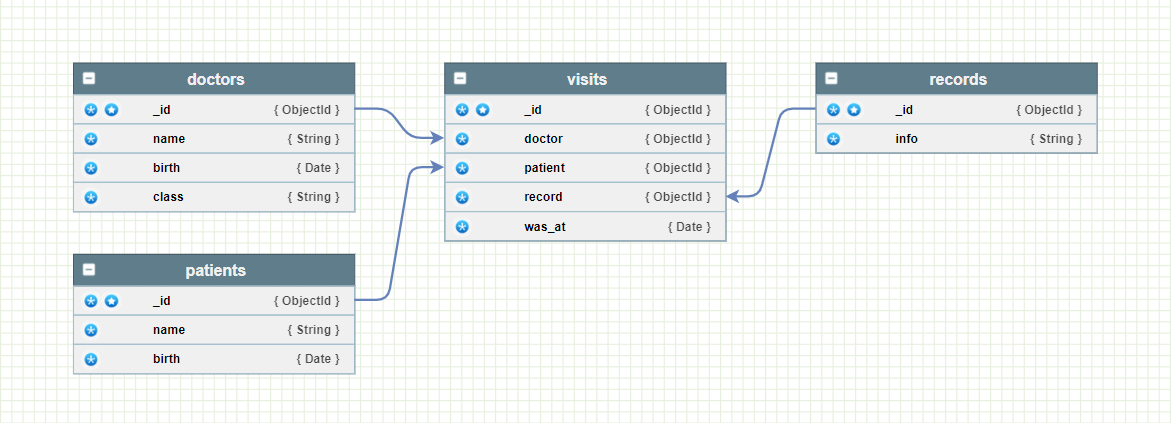 doctors
_id { ObjectId }
name { String }
birth { Date }
class { String }
patients
_id { ObjectId }
name { String }
birth { Date }
visits
_id { ObjectId }
doctor { ObjectId }
patient { ObjectId }
record { ObjectId }
was_at { Date }
records
_id { ObjectId }
info { String }